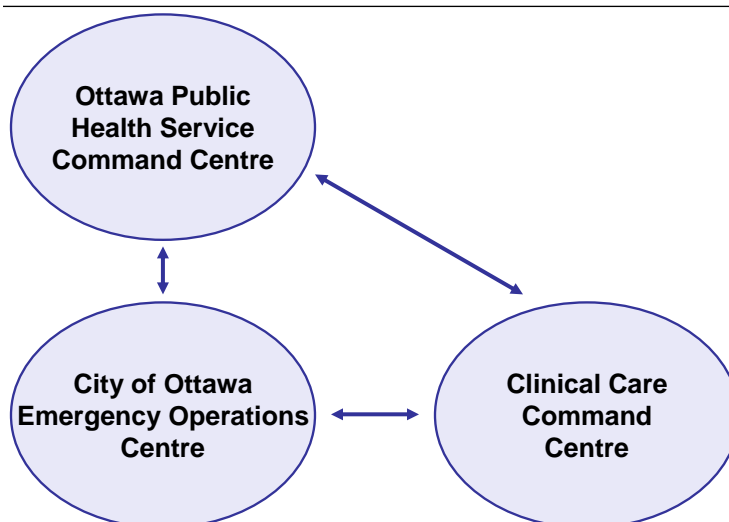 Ottawa Public
Health Service
Command Centre
City of Ottawa
Emergency Operations
Centre
Clinical Care
Command
Centre